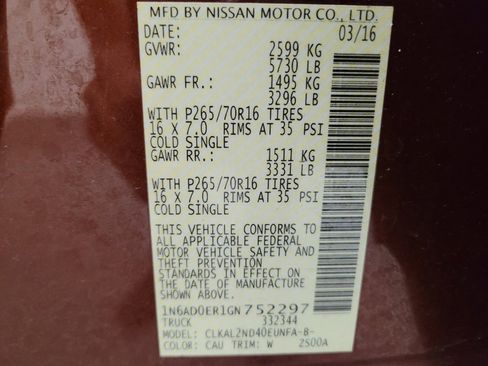 MFD BY NISSAN MOTOR CO., LTD.
DATE: 03/16
GVWR: 2599 KG
5730 LB
GAWR FR.: 1495 KG
3296 LB
WITH P265/70R16 TIRES
16 X 7.0 RIMS AT 35 PSI
COLD SINGLE
GAWR RR.: 1511 KG
3331 LB
WITH P265/70R16 TIRES
16 X 7.0 RIMS AT 35 PSI
COLD SINGLE
THIS VEHICLE CONFORMS TO
ALL APPLICABLE FEDERAL
MOTOR VEHICLE SAFETY AND
THEFT PREVENTION
STANDARDS IN EFFECT ON THE
DATE OF MANUFACTURE
SHOWN ABOVE.
1N6AD0ER1GN752297
TRUCK 332344
MODEL: CLKAL2ND40EUNFA-B-
COLOR: CAU TRIM: W 2S00A